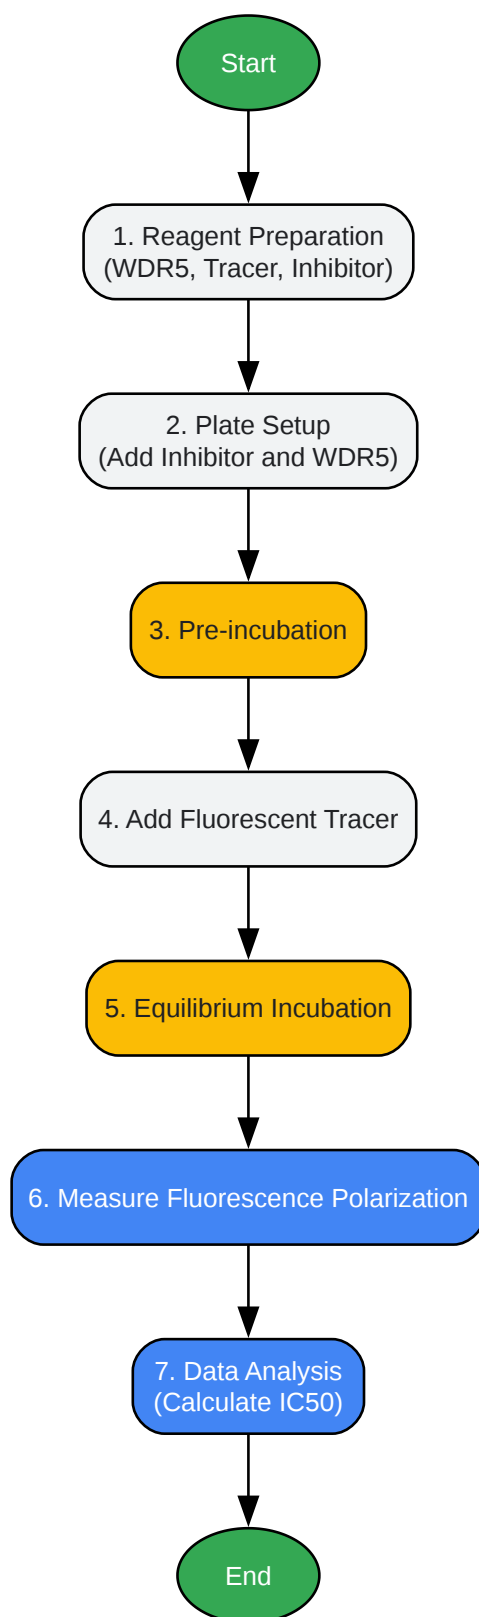 Start
1. Reagent Preparation
(WDR5, Tracer, Inhibitor)
2. Plate Setup
(Add Inhibitor and WDR5)
3. Pre-incubation
4. Add Fluorescent Tracer
5. Equilibrium Incubation
6. Measure Fluorescence Polarization
7. Data Analysis
(Calculate IC50)
End